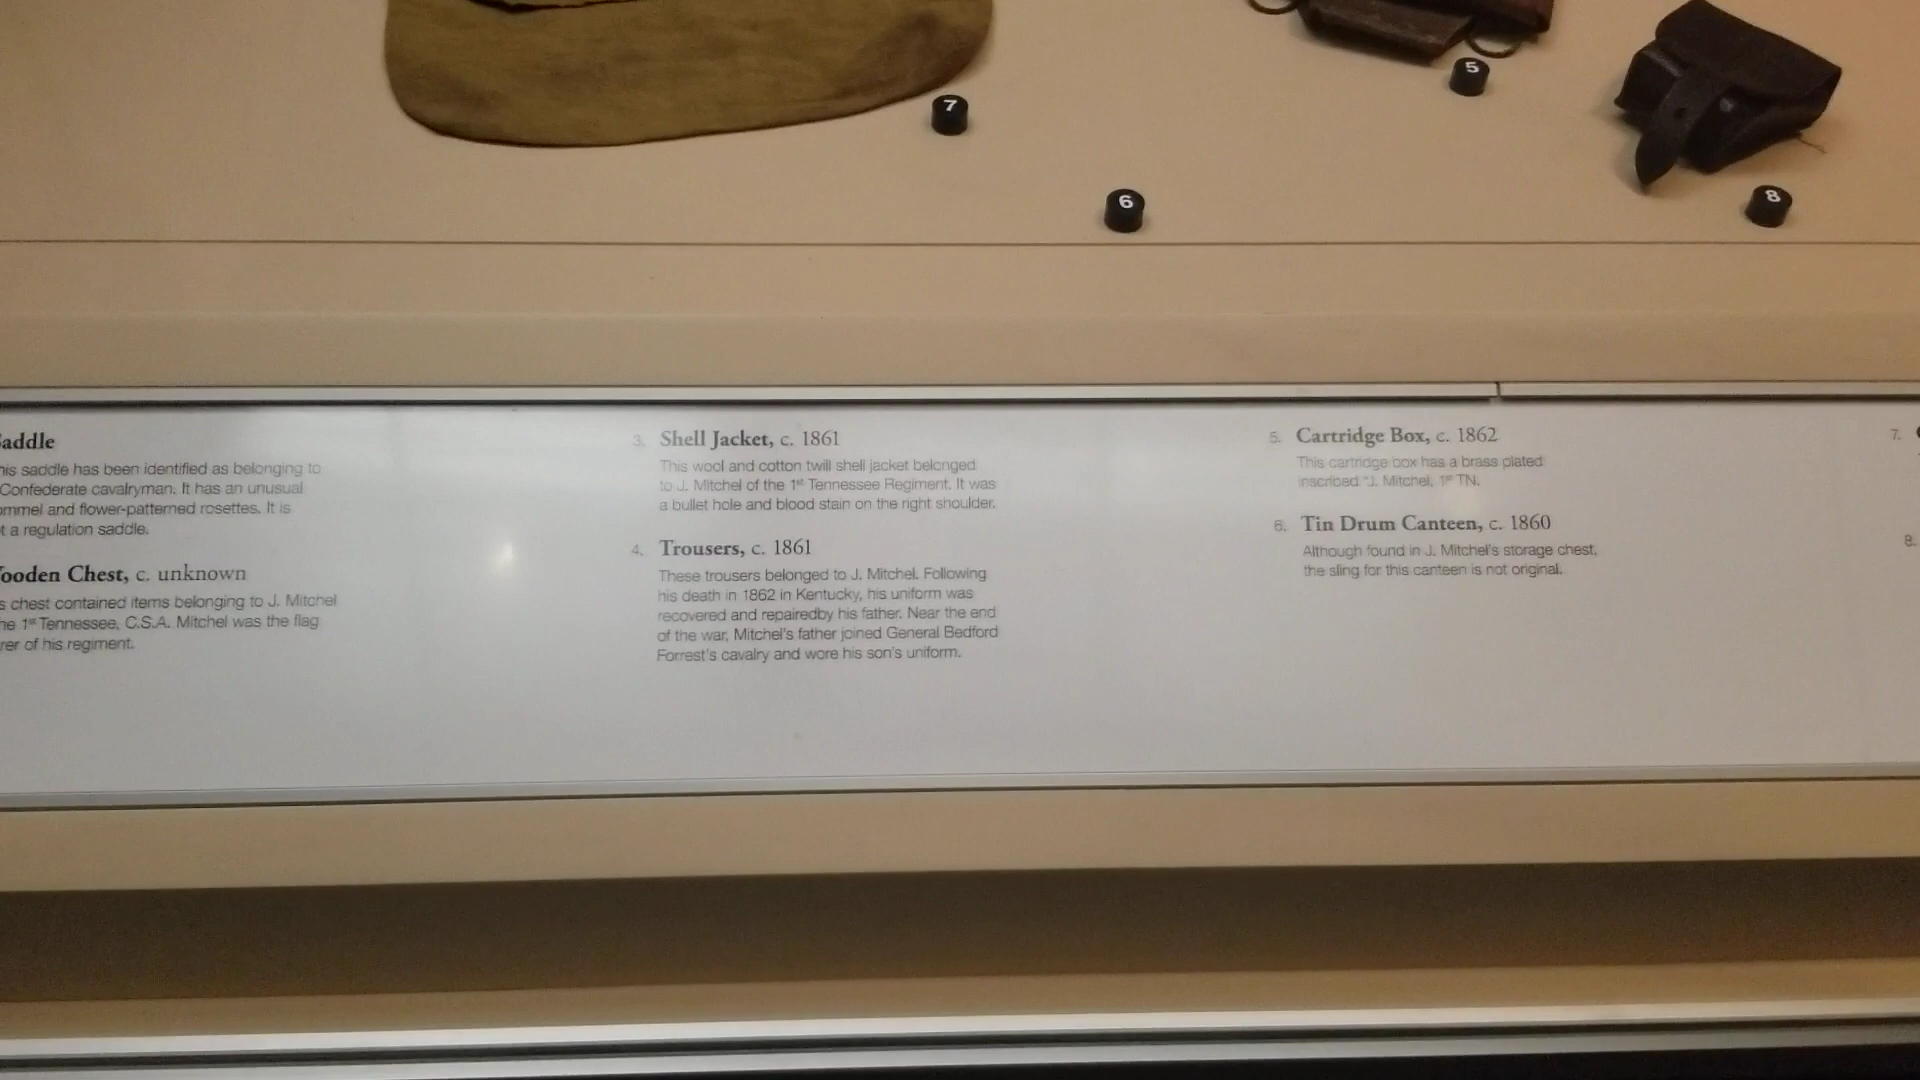 7
5
6
8
addle
his saddle has been identified as belonging to
Confederate cavalryman. It has an unusual
ommel and flower-patterned rosettes. It is
t a regulation saddle.
ooden Chest, c. unknown
s chest contained items belonging to J. Mitchel
he 1st Tennessee, C.S.A. Mitchel was the flag
rer of his regiment.
3. Shell Jacket, c. 1861
This wool and cotton twill shell jacket belonged
to J. Mitchel of the 1st Tennessee Regiment. It was
a bullet hole and blood stain on the right shoulder.
4. Trousers, c. 1861
These trousers belonged to J. Mitchel. Following
his death in 1862 in Kentucky, his uniform was
recovered and repairedby his father. Near the end
of the war, Mitchel's father joined General Bedford
Forrest's cavalry and wore his son's uniform.
5. Cartridge Box, c. 1862
This cartridge box has a brass plated
inscribed "J. Mitchel, 1st TN.
6. Tin Drum Canteen, c. 1860
Although found in J. Mitchel's storage chest,
the sling for this canteen is not original.
7.
8.